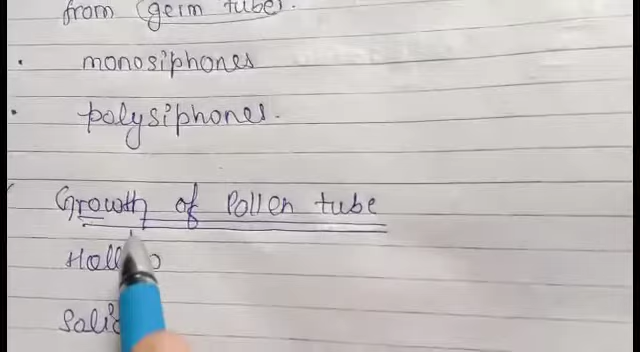 from (germ tube).
• monosiphones
• polysiphones.
Growth of Pollen tube